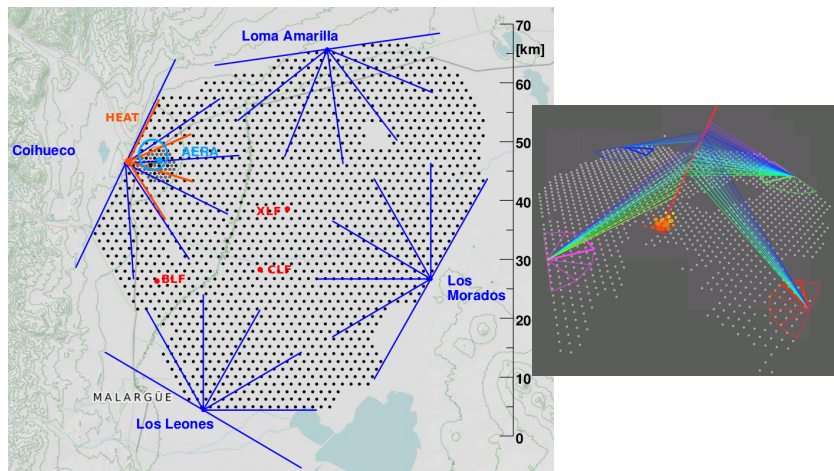 70
Loma Amarilla
[km]
60
HEAT
50
Coihueco
AERA
40
XLF
30
CLF
BLF
Los
Morados
20
10
MALARGÜE
Los Leones
0